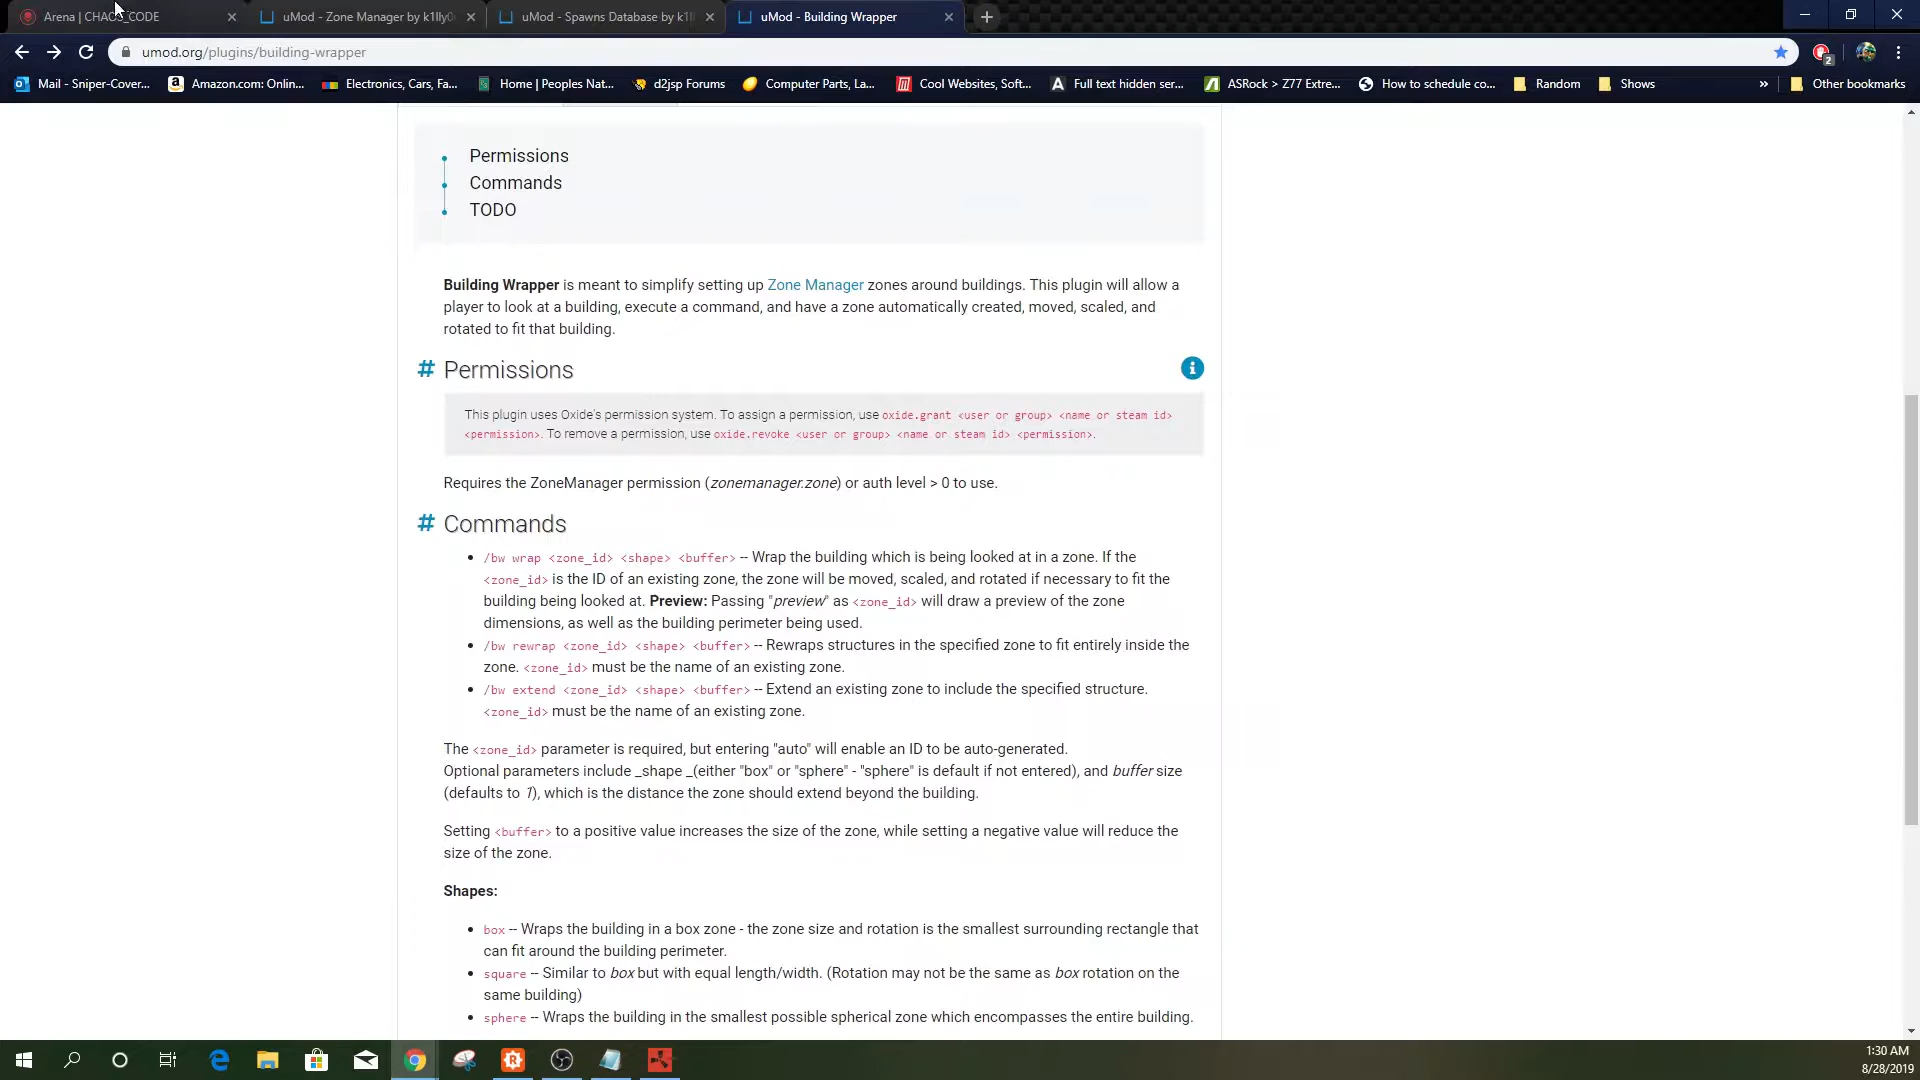 Arena | CHAOS_CODE
uMod - Zone Manager by k1lly0
uMod - Spawns Database by k1ll
uMod - Building Wrapper
umod.org/plugins/building-wrapper
2
Mail - Sniper-Cover...
Amazon.com: Onlin...
Electronics, Cars, Fa...
Home | Peoples Nat...
d2jsp Forums
Computer Parts, La...
Cool Websites, Soft...
Full text hidden ser...
ASRock > Z77 Extre...
How to schedule co...
Random
Shows
»
Other bookmarks
Permissions
Commands
TODO
Building Wrapper is meant to simplify setting up Zone Manager zones around buildings. This plugin will allow a
player to look at a building, execute a command, and have a zone automatically created, moved, scaled, and
rotated to fit that building.
# Permissions
This plugin uses Oxide's permission system. To assign a permission, use oxide.grant <user or group> <name or steam id>
<permission>. To remove a permission, use oxide.revoke <user or group> <name or steam id> <permission>.
Requires the ZoneManager permission (zonemanager.zone) or auth level > 0 to use.
# Commands
• /bw wrap <zone_id> <shape> <buffer> -- Wrap the building which is being looked at in a zone. If the
<zone_id> is the ID of an existing zone, the zone will be moved, scaled, and rotated if necessary to fit the
building being looked at. Preview: Passing "preview" as <zone_id> will draw a preview of the zone
dimensions, as well as the building perimeter being used.
• /bw rewrap <zone_id> <shape> <buffer> -- Rewraps structures in the specified zone to fit entirely inside the
zone. <zone_id> must be the name of an existing zone.
• /bw extend <zone_id> <shape> <buffer> -- Extend an existing zone to include the specified structure.
<zone_id> must be the name of an existing zone.
The <zone_id> parameter is required, but entering "auto" will enable an ID to be auto-generated.
Optional parameters include _shape _(either "box" or "sphere" - "sphere" is default if not entered), and buffer size
(defaults to 1), which is the distance the zone should extend beyond the building.
Setting <buffer> to a positive value increases the size of the zone, while setting a negative value will reduce the
size of the zone.
Shapes:
• box -- Wraps the building in a box zone - the zone size and rotation is the smallest surrounding rectangle that
can fit around the building perimeter.
• square -- Similar to box but with equal length/width. (Rotation may not be the same as box rotation on the
same building)
• sphere -- Wraps the building in the smallest possible spherical zone which encompasses the entire building.
1:30 AM
8/28/2019